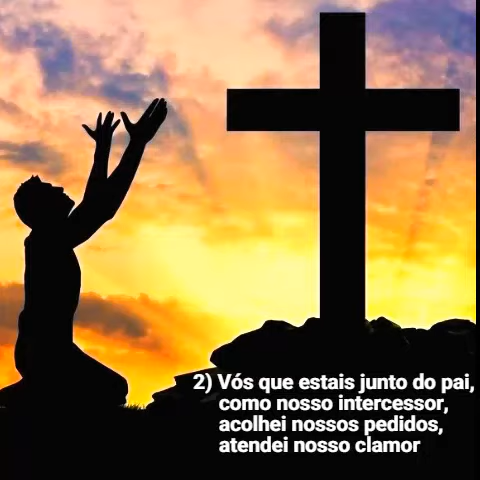 2) Vós que estais junto do pai,
como nosso intercessor,
acolhei nossos pedidos,
atendei nosso clamor